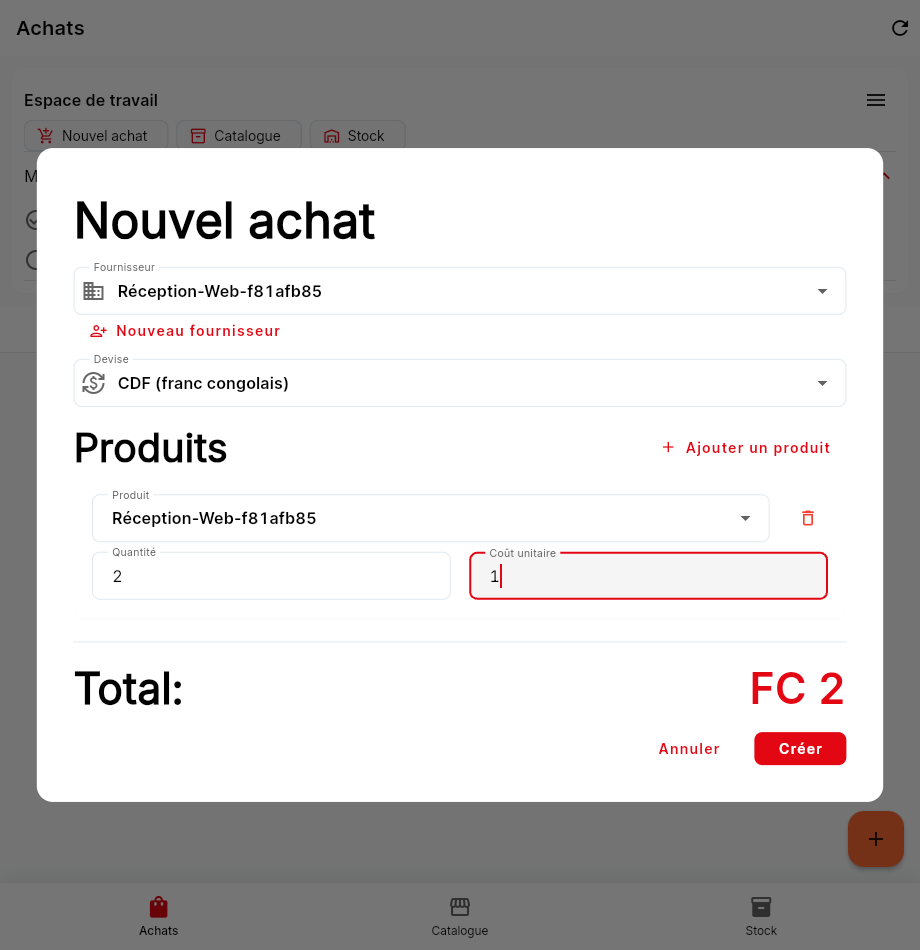 Achats
Espace de travail
Nouvel achat
Catalogue
Stock
M
Nouvel achat
Fournisseur
Réception-Web-f81afb85
Nouveau fournisseur
Devise
CDF (franc congolais)
Produits
+ Ajouter un produit
Produit
Réception-Web-f81afb85
Quantité
Coût unitaire
2
1
Total:
FC 2
Annuler
Créer
Achats
Catalogue
Stock